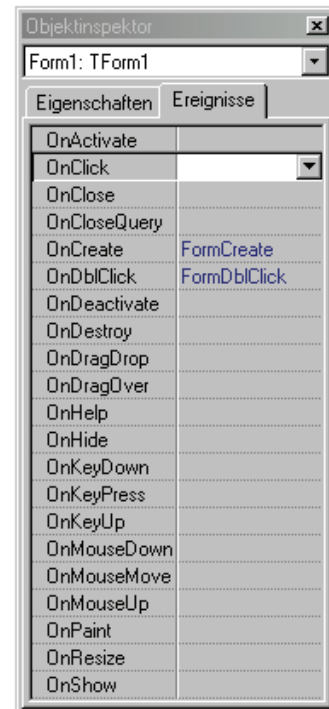 Objektinspektor
Form1: TForm1
Eigenschaften Ereignisse
OnActivate
OnClick
OnClose
OnCloseQuery
OnCreate FormCreate
OnDblClick FormDblClick
OnDeactivate
OnDestroy
OnDragDrop
OnDragOver
OnHelp
OnHide
OnKeyDown
OnKeyPress
OnKeyUp
OnMouseDown
OnMouseMove
OnMouseUp
OnPaint
OnResize
OnShow